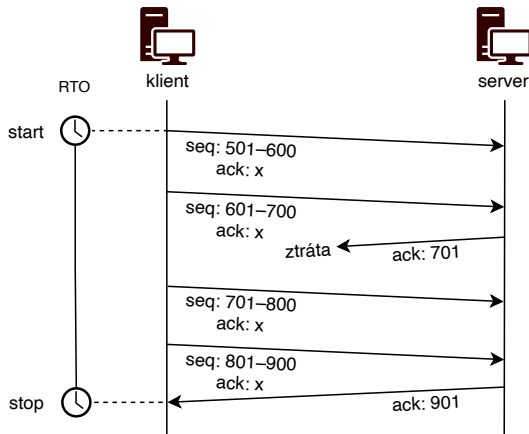 klient
server
RTO
start
seq: 501–600
ack: x
seq: 601–700
ack: x
ztráta
ack: 701
seq: 701–800
ack: x
seq: 801–900
ack: x
stop
ack: 901